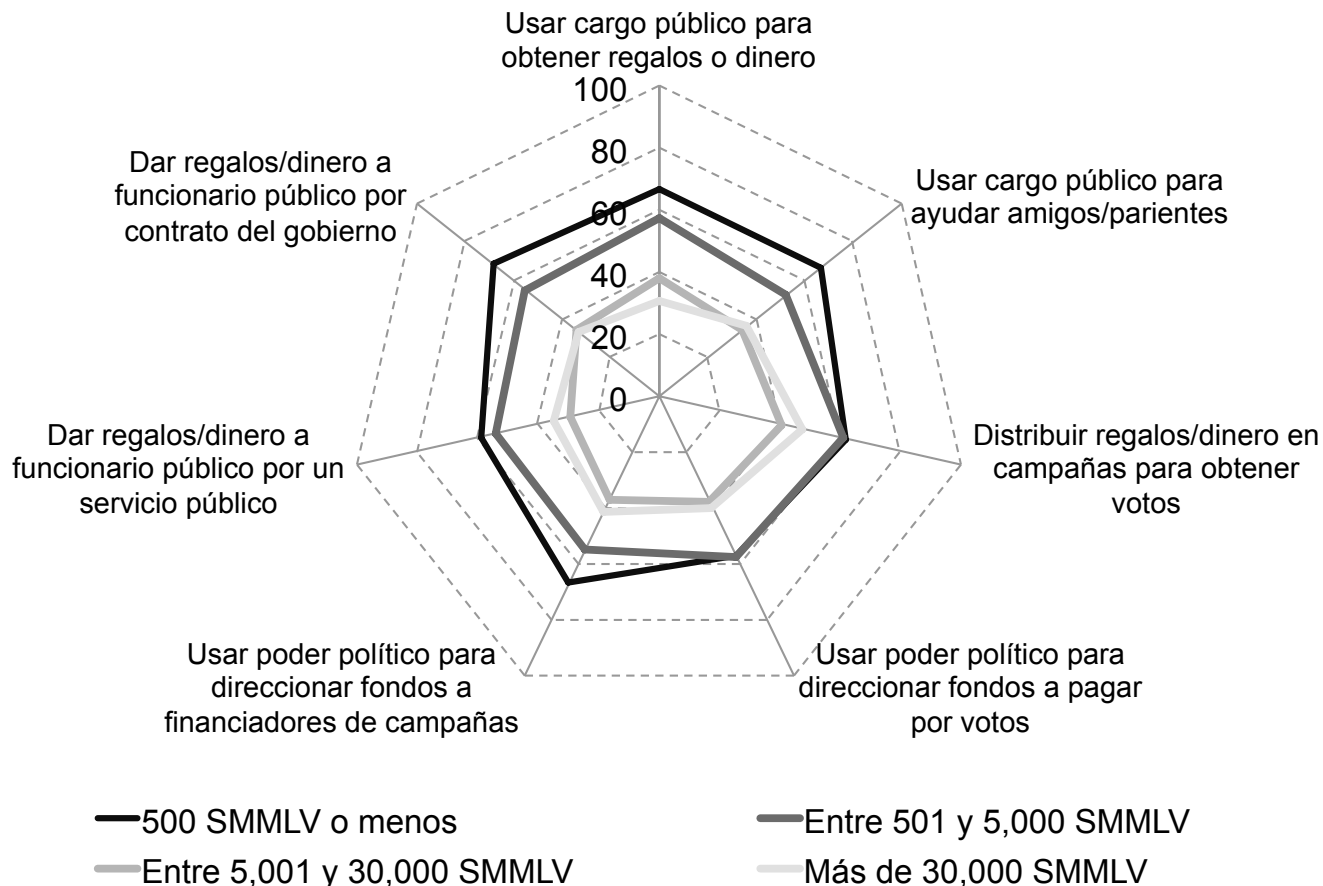 Usar cargo público para
obtener regalos o dinero
100
80
60
40
20
0
Usar cargo público para
ayudar amigos/parientes
Distribuir regalos/dinero en
campañas para obtener
votos
Usar poder político para
direccionar fondos a pagar
por votos
Usar poder político para
direccionar fondos a
financiadores de campañas
Dar regalos/dinero a
funcionario público por un
servicio público
Dar regalos/dinero a
funcionario público por
contrato del gobierno
500 SMMLV o menos
Entre 501 y 5,000 SMMLV
Entre 5,001 y 30,000 SMMLV
Más de 30,000 SMMLV